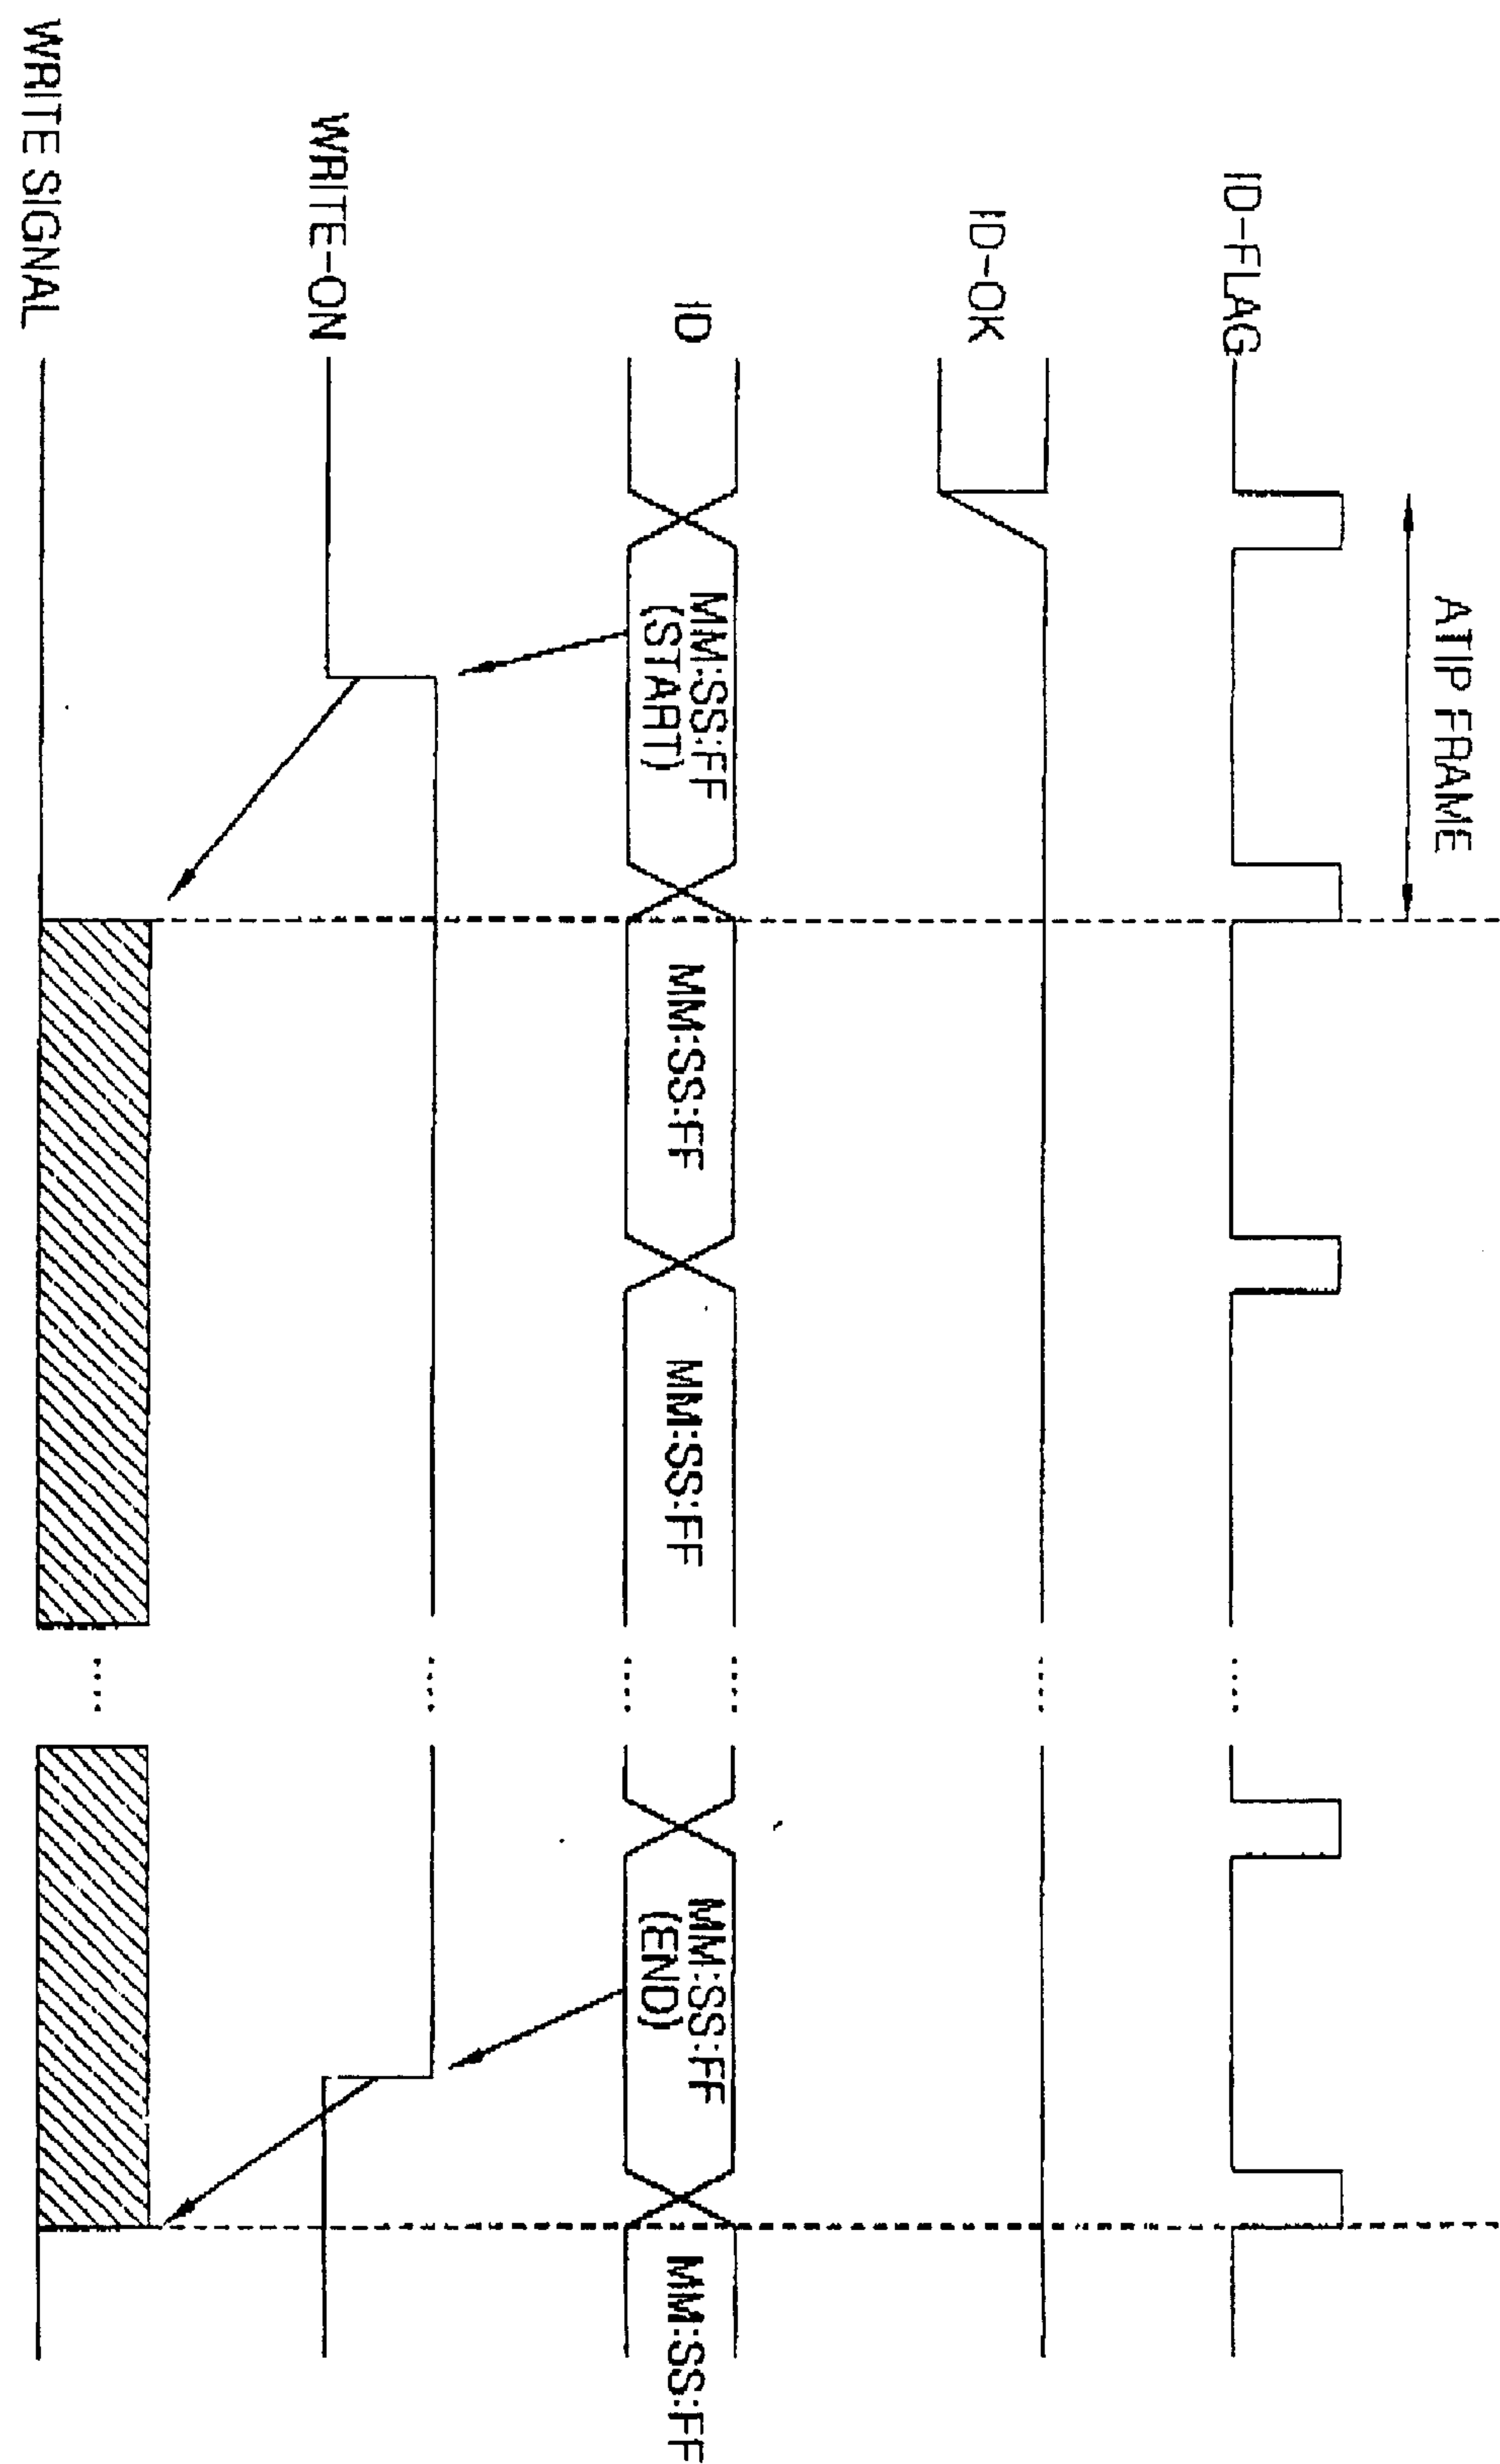 ATIP FRAME
ID-FLAG
ID-OK
ID
MM:SS:FF
(START)
MM:SS:FF
MM:SS:FF
MM:SS:FF
(END)
MM:SS:FF
WRITE-ON
WRITE SIGNAL